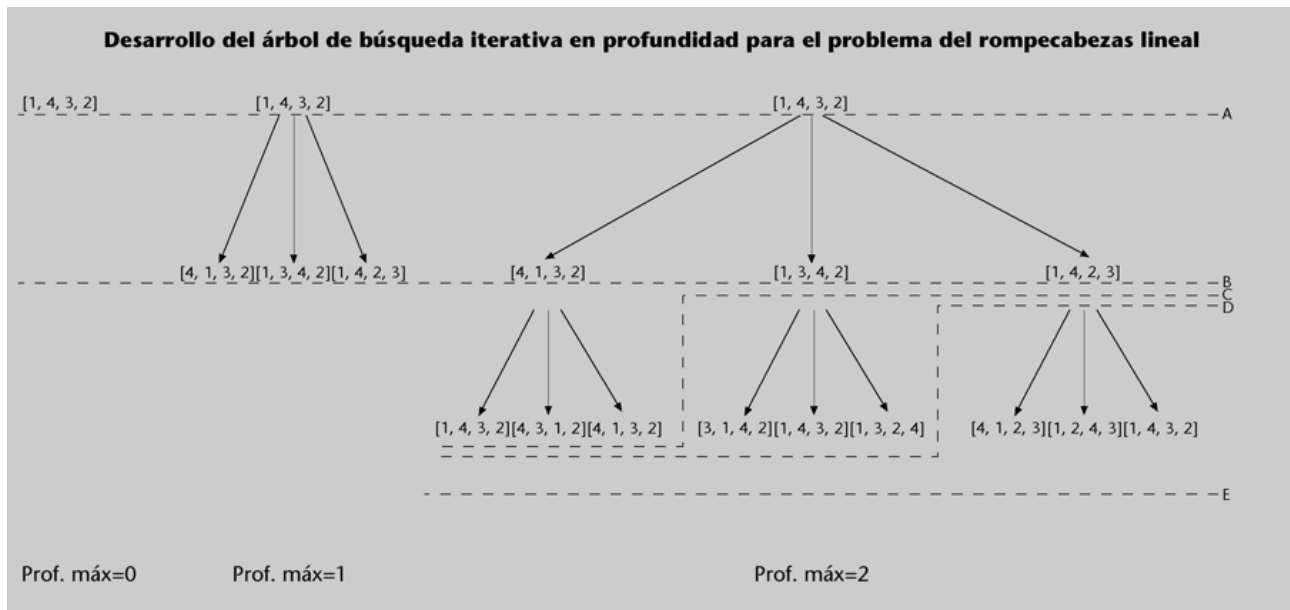 Desarrollo del árbol de búsqueda iterativa en profundidad para el problema del rompecabezas lineal
[1, 4, 3, 2] [1, 4, 3, 2] [1, 4, 3, 2]
A
[4, 1, 3, 2][1, 3, 4, 2][1, 4, 2, 3] [4, 1, 3, 2] [1, 3, 4, 2] [1, 4, 2, 3]
B
C
D
[1, 4, 3, 2][4, 3, 1, 2][4, 1, 3, 2] [3, 1, 4, 2][1, 4, 3, 2][1, 3, 2, 4] [4, 1, 2, 3][1, 2, 4, 3][1, 4, 3, 2]
E
Prof. máx=0 Prof. máx=1 Prof. máx=2